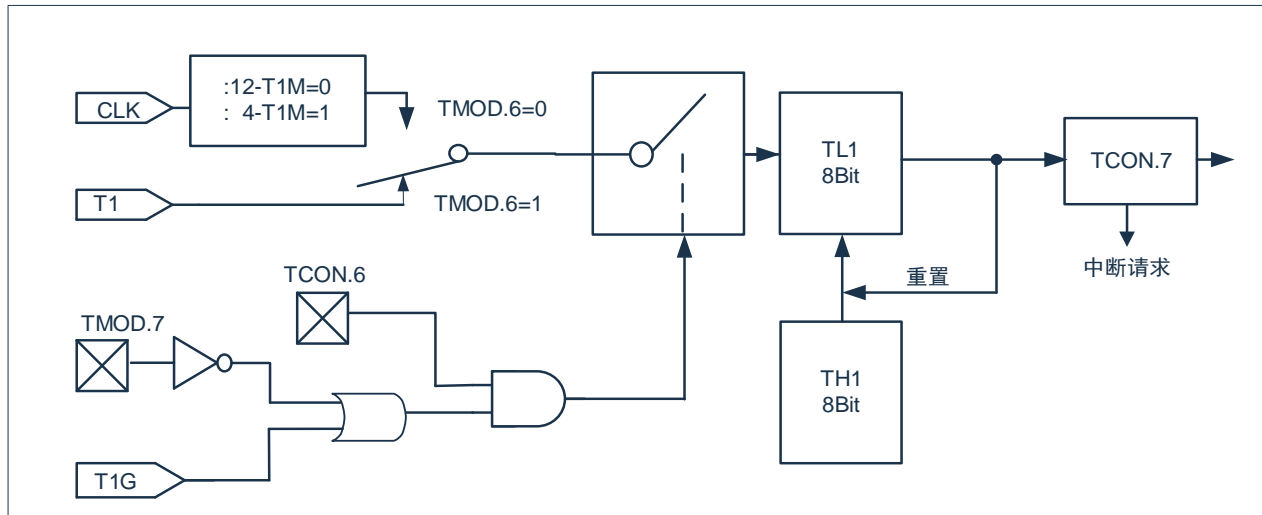 :12-T1M=0
: 4-T1M=1
CLK
TMOD.6=0
T1
TMOD.6=1
TL1
8Bit
TCON.7
中断请求
重置
TCON.6
TMOD.7
TH1
8Bit
T1G